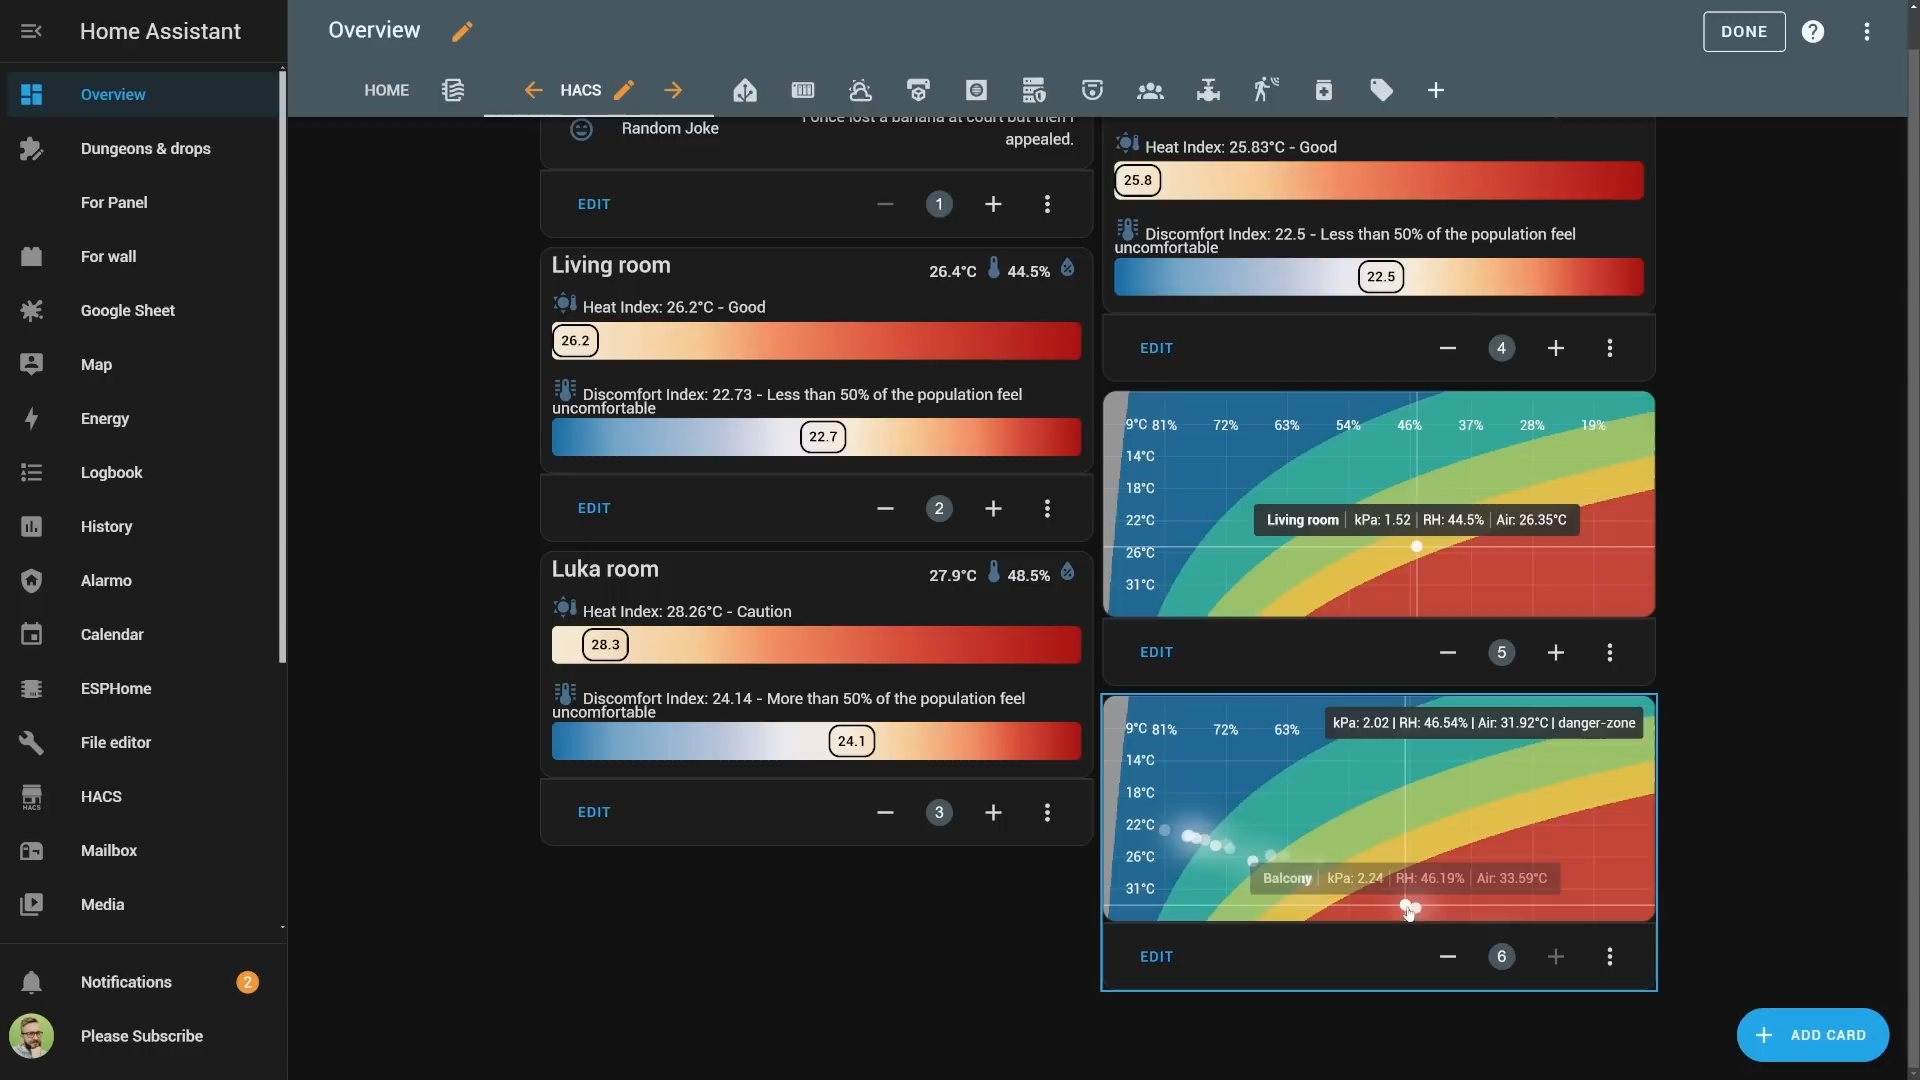 Home Assistant
Overview
DONE
HOME
HACS
Overview
Dungeons & drops
For Panel
For wall
Google Sheet
Map
Energy
Logbook
History
Alarmo
Calendar
ESPHome
File editor
HACS
Mailbox
Media
Notifications
2
Please Subscribe
Random Joke
I once lost a banana at court but then I
appealed.
EDIT
1
Living room
26.4°C
44.5%
Heat Index: 26.2°C - Good
26.2
Discomfort Index: 22.73 - Less than 50% of the population feel
uncomfortable
22.7
EDIT
2
Luka room
27.9°C
48.5%
Heat Index: 28.26°C - Caution
28.3
Discomfort Index: 24.14 - More than 50% of the population feel
uncomfortable
24.1
EDIT
3
Heat Index: 25.83°C - Good
25.8
Discomfort Index: 22.5 - Less than 50% of the population feel
uncomfortable
22.5
EDIT
4
9°C 81% 72% 63% 54% 46% 37% 28% 19%
14°C
18°C
22°C
Living room kPa: 1.52 RH: 44.5% Air: 26.35°C
26°C
31°C
EDIT
5
9°C 81% 72% 63%
kPa: 2.02 | RH: 46.54% | Air: 31.92°C | danger-zone
14°C
18°C
22°C
26°C
Balcony kPa: 2.24 RH: 46.19% Air: 33.59°C
31°C
EDIT
6
ADD CARD